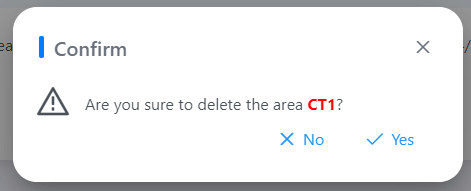 Confirm
Are you sure to delete the area CT1?
No
Yes